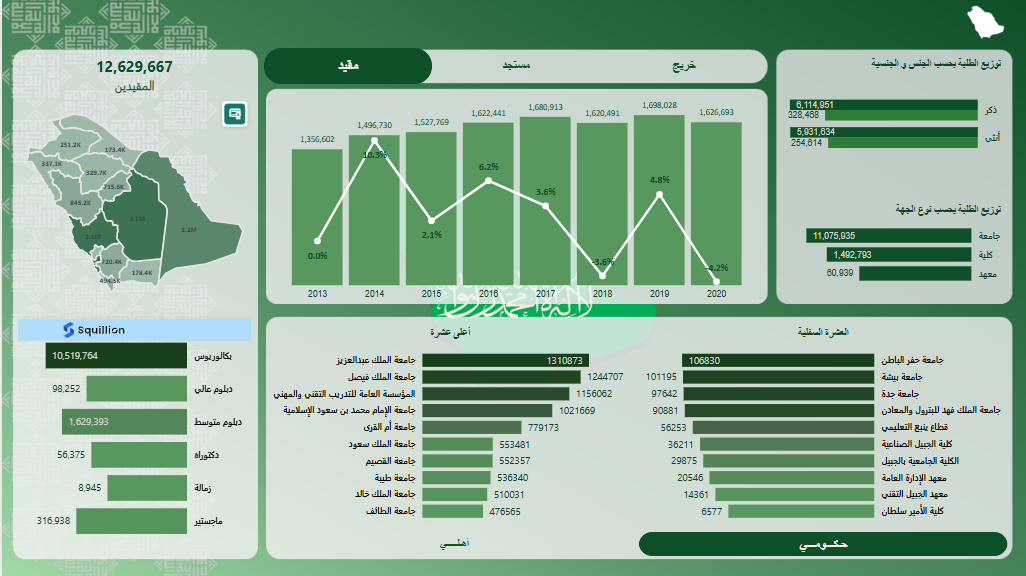 12,629,667
المقيدين
251.2K
173.4K
337.1K
329.7K
715.6K
845.2K
3.1M
2.2M
720.4K
178.4K
494.5K
مقيد
مستجد
خريج
1,356,602
1,496,730
1,527,769
1,622,441
1,680,913
1,620,491
1,698,028
1,626,693
0.0%
10.3%
2.1%
6.2%
3.6%
-3.6%
4.8%
-4.2%
2013
2014
2015
2016
2017
2018
2019
2020
توزيع الطلبة بحسب الجنس و الجنسية
ذكر
6,114,951
328,468
أنثى
5,931,634
254,614
توزيع الطلبة بحسب نوع الجهة
جامعة 11,075,935
كلية 1,492,793
معهد 60,939
Squillion
بكالوريوس 10,519,764
دبلوم عالي 98,252
دبلوم متوسط 1,629,393
دكتوراه 56,375
زمالة 8,945
ماجستير 316,938
أعلى عشرة
جامعة الملك عبدالعزيز 1310873
جامعة الملك فيصل 1244707
المؤسسة العامة للتدريب التقني والمهني 1156062
جامعة الإمام محمد بن سعود الإسلامية 1021669
جامعة أم القرى 779173
جامعة الملك سعود 553481
جامعة القصيم 552357
جامعة طيبة 536340
جامعة الملك خالد 510031
جامعة الطائف 476565
العشرة السفلية
جامعة حفر الباطن 106830
جامعة بيشة 101195
جامعة جدة 97642
جامعة الملك فهد للبترول والمعادن 90881
قطاع ينبع التعليمي 56253
كلية الجبيل الصناعية 36211
الكلية الجامعية بالجبيل 29875
معهد الإدارة العامة 20546
معهد الجبيل التقني 14361
كلية الأمير سلطان 6577
أهلــــي
حكـــومـــي